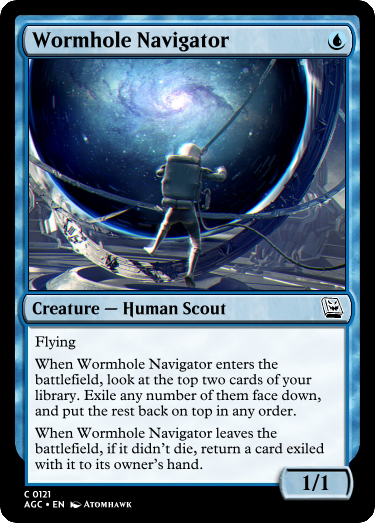 Wormhole Navigator
Creature — Human Scout
Flying
When Wormhole Navigator enters the
battlefield, look at the top two cards of your
library. Exile any number of them face down,
and put the rest back on top in any order.
When Wormhole Navigator leaves the
battlefield, if it didn't die, return a card exiled
with it to its owner's hand.
1/1
C 0121
AGC • EN Atomhawk